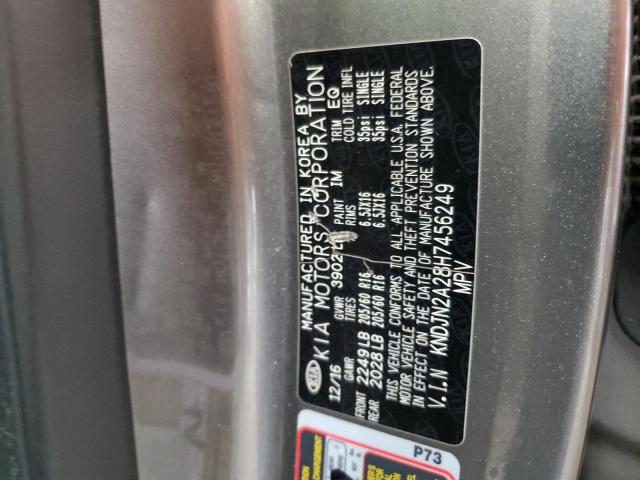 KIA
MANUFACTURED IN KOREA BY
KIA MOTORS CORPORATION
12/16 GVWR 3902 PAINT IM TRIM EQ
GAWR TIRES RIMS COLD TIRE INFL
FRONT 2249LB 205/60 R16 6.5JX16 35psi SINGLE
REAR 2028LB 205/60 R16 6.5JX16 35psi SINGLE
THIS VEHICLE CONFORMS TO ALL APPLICABLE U.S.A. FEDERAL
MOTOR VEHICLE SAFETY AND THEFT PREVENTION STANDARDS
IN EFFECT ON THE DATE OF MANUFACTURE SHOWN ABOVE.
V.I.N KNDJN2A28H7456249
MPV
P73